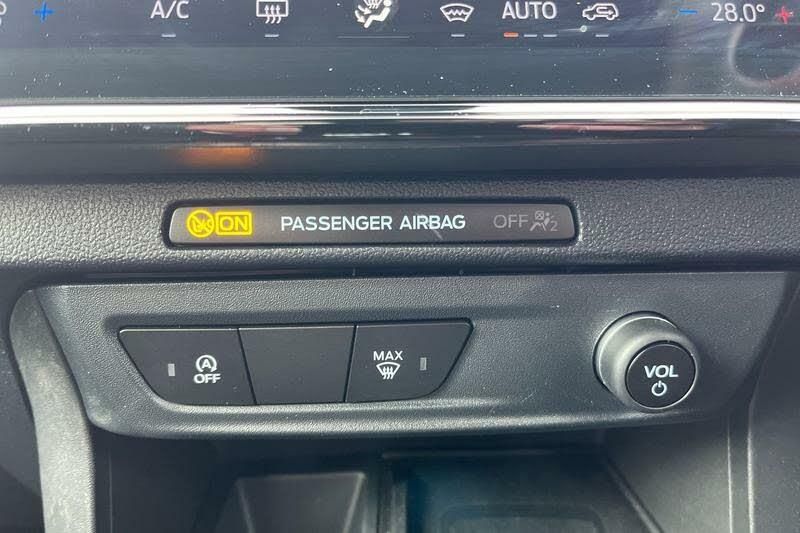 A/C AUTO 28.0°
ON PASSENGER AIRBAG OFF 2
A OFF
MAX
VOL